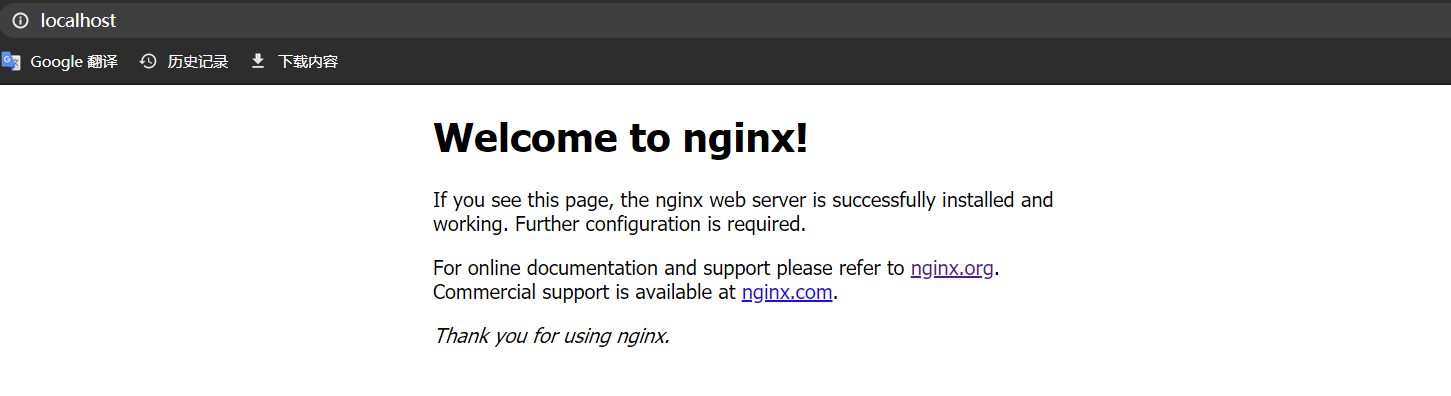 localhost
Google 翻译 历史记录 下载内容
Welcome to nginx!
If you see this page, the nginx web server is successfully installed and
working. Further configuration is required.
For online documentation and support please refer to nginx.org.
Commercial support is available at nginx.com.
Thank you for using nginx.